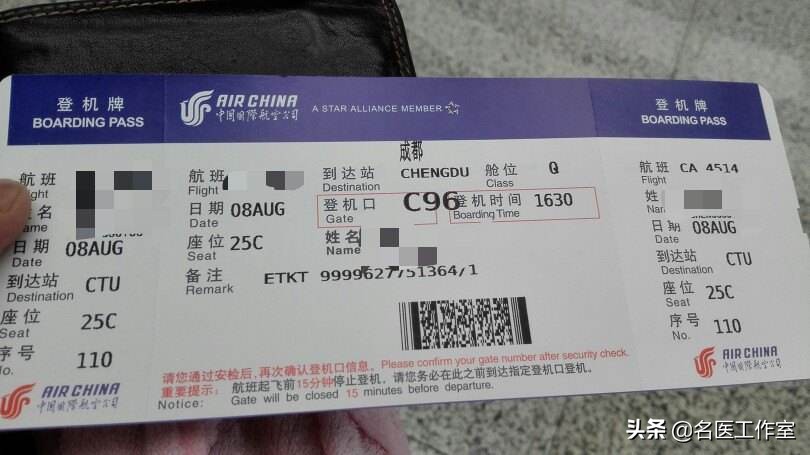 登机牌
BOARDING PASS
航班
姓名
日期 08AUG
Date
到达站 CTU
Destination
座位 25C
Seat
序号 110
No.
AIR CHINA
中国国际航空公司
AIR CHINA
中国国际航空公司
A STAR ALLIANCE MEMBER
航班
Flight
日期 08AUG
Date
座位 25C
Seat
备注
Remark
ETKT 9999627751364/1
成都
到达站 CHENGDU
Destination
舱位 Q
Class
登机口 C96
Gate
登机时间 1630
Boarding Time
姓名
Name
请您通过安检后,再次确认登机口信息。Please confirm your gate number after security check.
重要提示:航班起飞前15分钟停止登机,请您务必在此之前到达指定登机口登机。
Notice: Gate will be closed 15 minutes before departure.
登机牌
BOARDING PASS
航班 CA 4514
Flight
姓
日期 08AUG
Date
到达站 CTU
Destination
座位 25C
Seat
序号 110
No.
AIR CHINA
中国国际航空公司
头条 @名医工作室